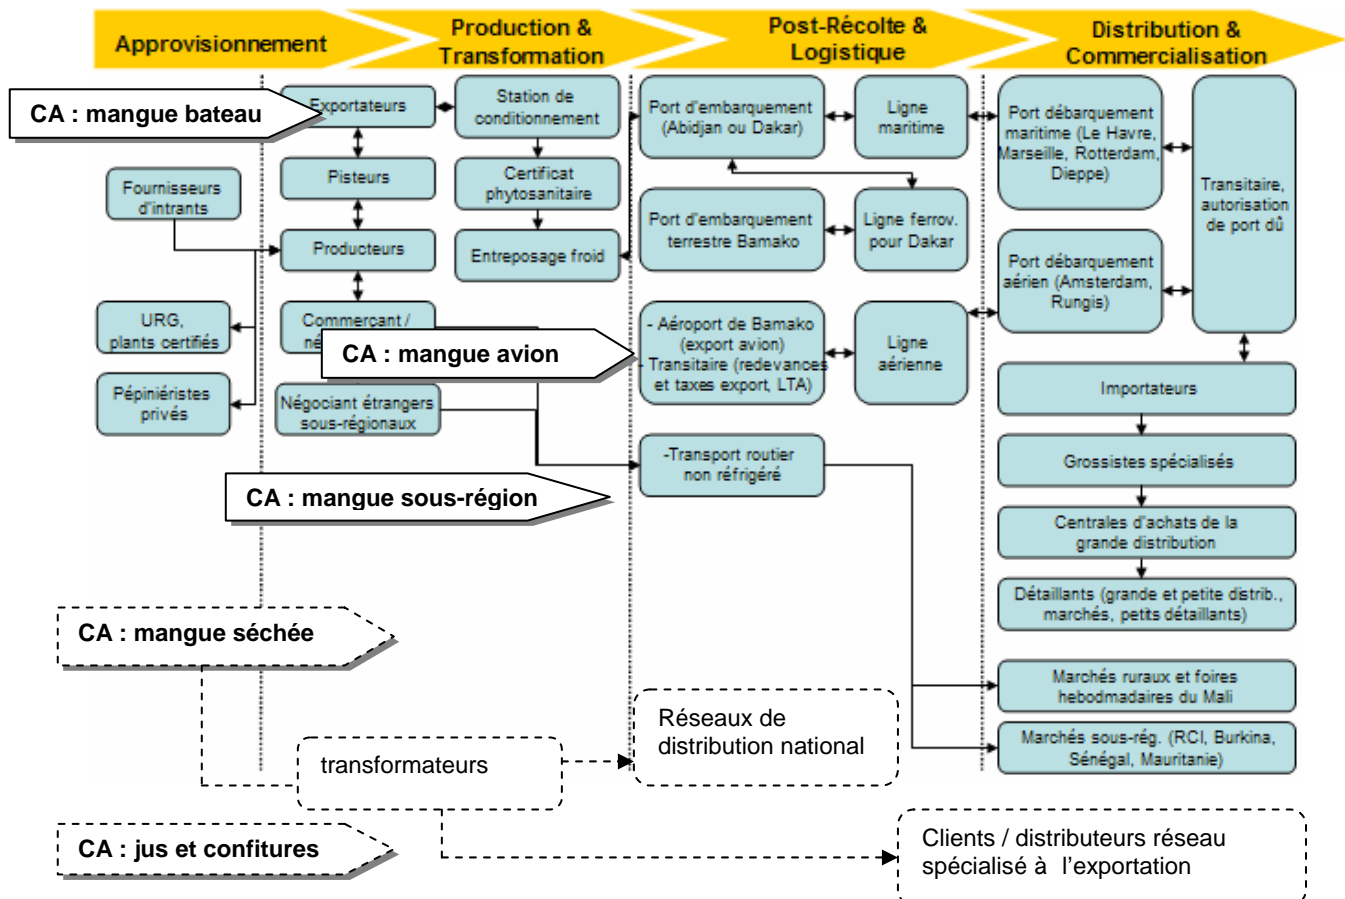 Approvisionnement
Production &
Transformation
Post-Récolte &
Logistique
Distribution &
Commercialisation
CA : mangue bateau
Exportateurs
Station de
conditionnement
Pisteurs
Certificat
phytosanitaire
Fournisseurs
d'intrants
Producteurs
Entreposage froid
URG,
plants certifiés
Commerçant /
Pépiniéristes
privés
Négociant étrangers
sous-régionaux
CA : mangue avion
CA : mangue sous-région
Port d'embarquement
(Abidjan ou Dakar)
Ligne
maritime
Port d'embarquement
terrestre Bamako
Ligne ferrov.
pour Dakar
- Aéroport de Bamako
(export avion)
- Transitaire (redevances
et taxes export, LTA)
Ligne
aérienne
-Transport routier
non réfrigéré
Port débarquement
maritime (Le Havre,
Marseille, Rotterdam,
Dieppe)
Transitaire,
autorisation
de port dû
Port débarquement
aérien (Amsterdam,
Rungis)
Importateurs
Grossistes spécialisés
Centrales d'achats de la
grande distribution
Détaillants (grande et petite distrib.,
marchés, petits détaillants)
Marchés ruraux et foires
hebodmadaires du Mali
Marchés sous-rég. (RCI, Burkina,
Sénégal, Mauritanie)
CA : mangue séchée
transformateurs
Réseaux de
distribution national
CA : jus et confitures
Clients / distributeurs réseau
spécialisé à l'exportation